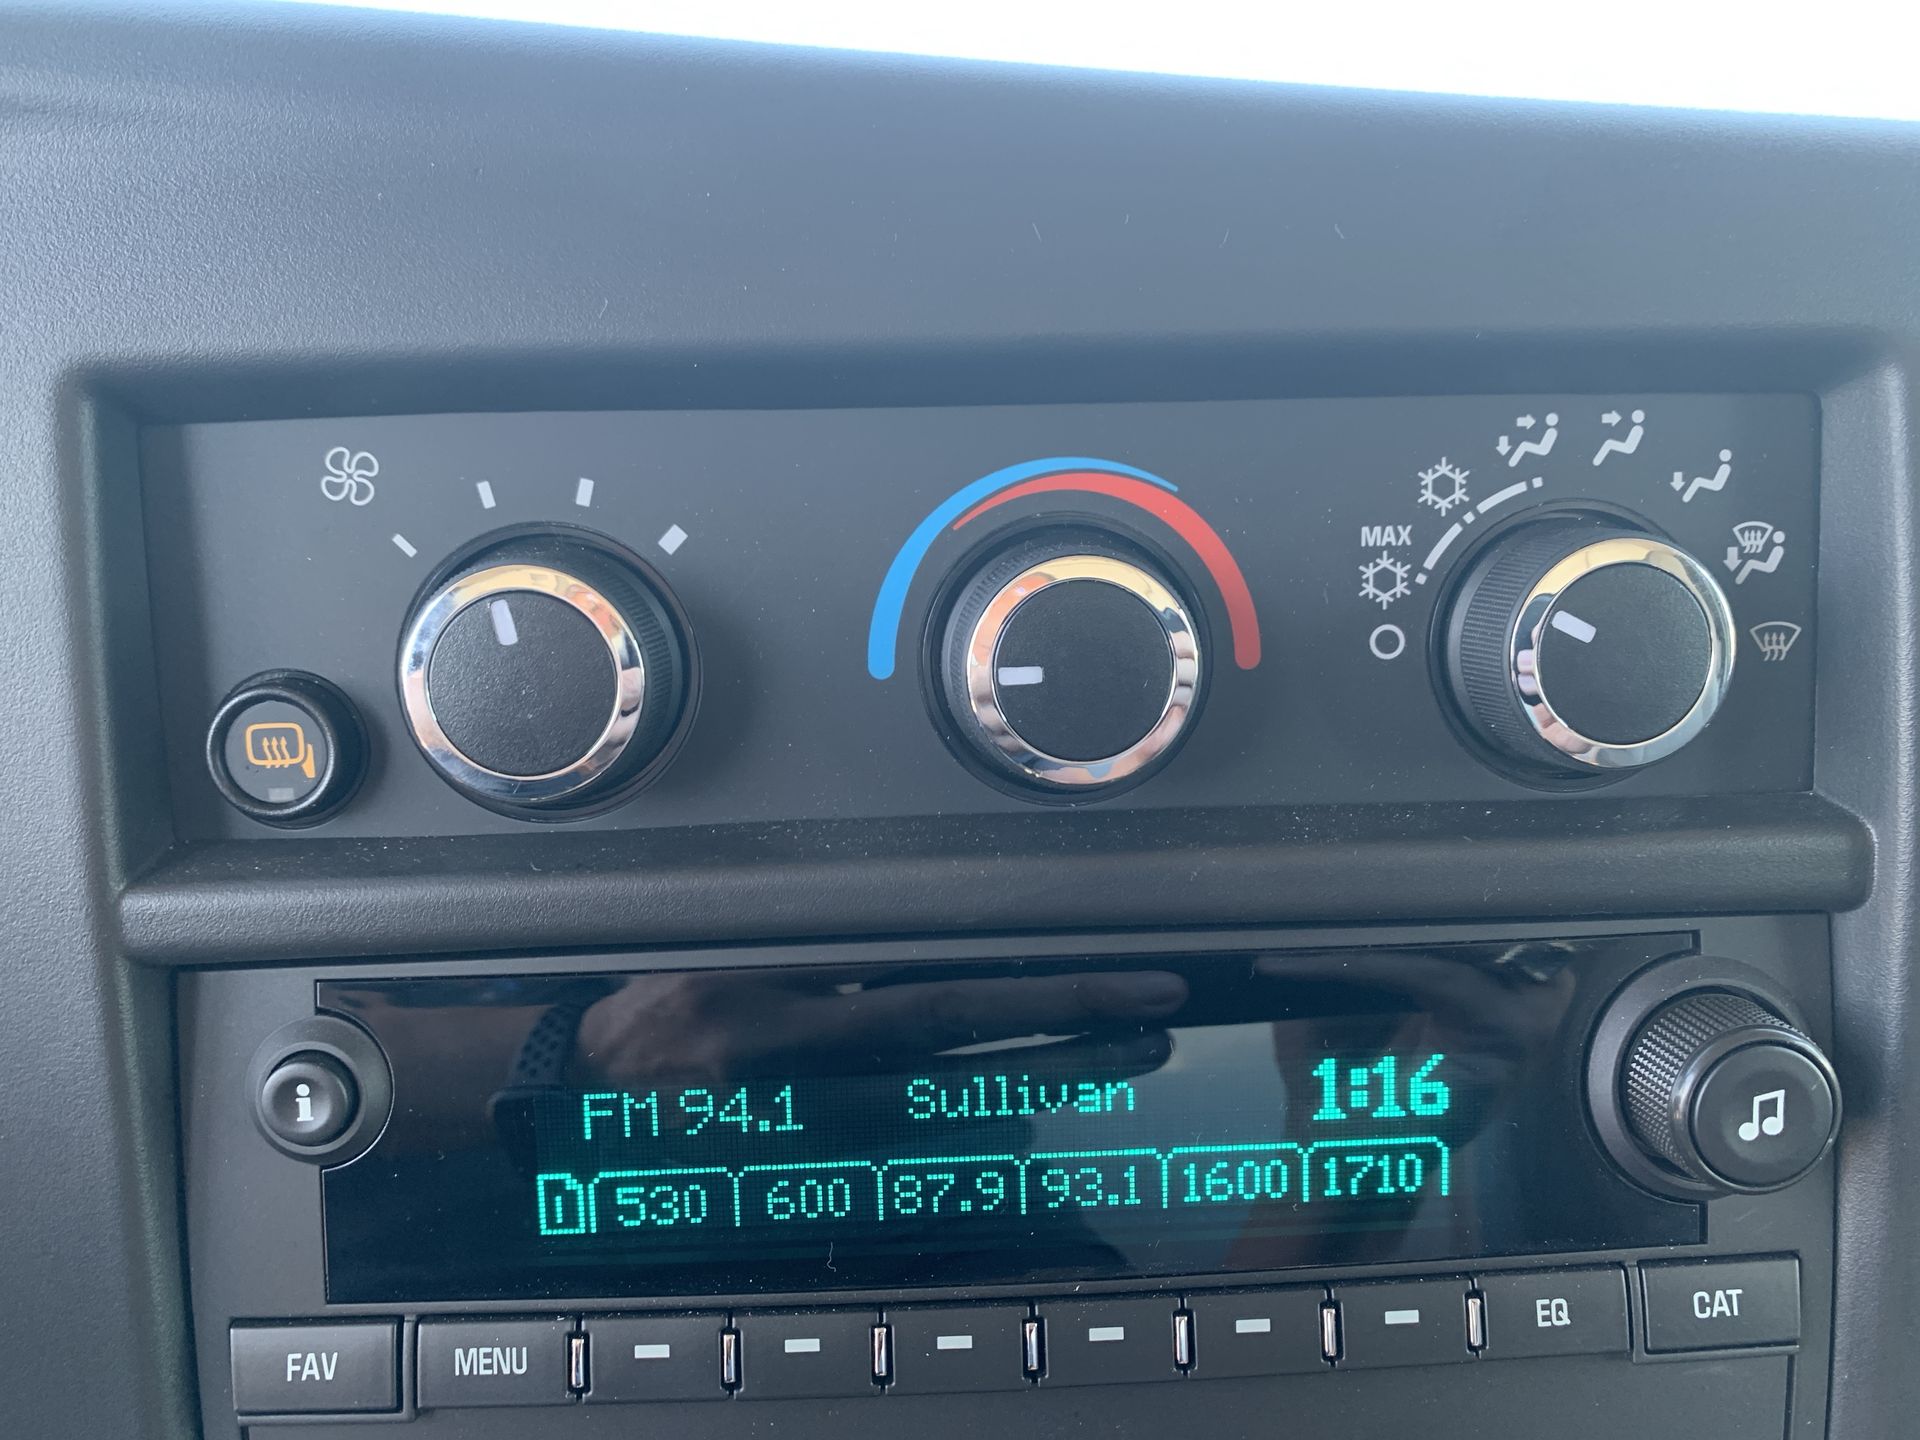 MAX
FM 94.1 Sullivan 1:16
530 600 87.9 93.1 1600 1710
i
FAV MENU EQ CAT